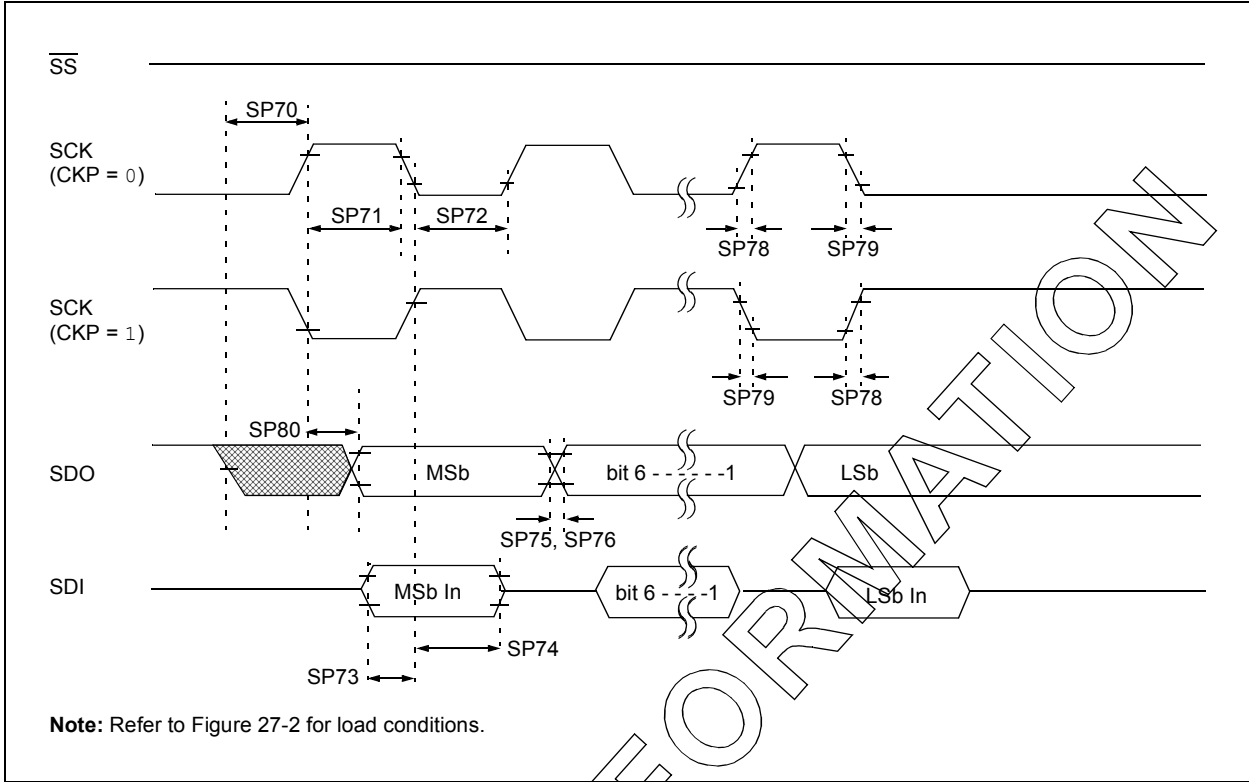 SS
SP70
SCK
(CKP = 0)
SP71
SP72
SP78
SP79
SCK
(CKP = 1)
SP79
SP78
SP80
SDO
MSb
bit 6 - - - - - -1
LSb
SP75, SP76
SDI
MSb In
bit 6 - - - - -1
LSb In
SP74
SP73
Note: Refer to Figure 27-2 for load conditions.
FORMATION